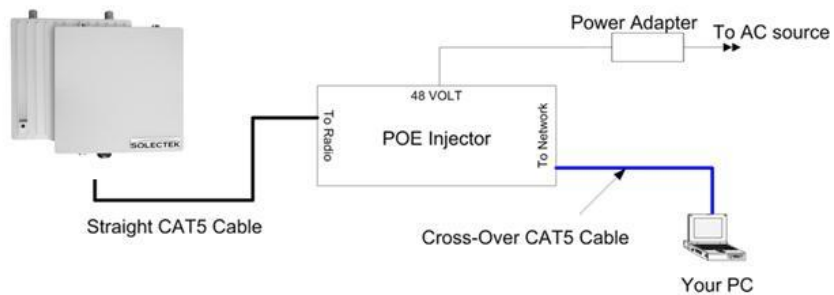 Power Adapter
To AC source
48 VOLT
To Radio
POE Injector
To Network
SOLECTEK
Straight CAT5 Cable
Cross-Over CAT5 Cable
Your PC